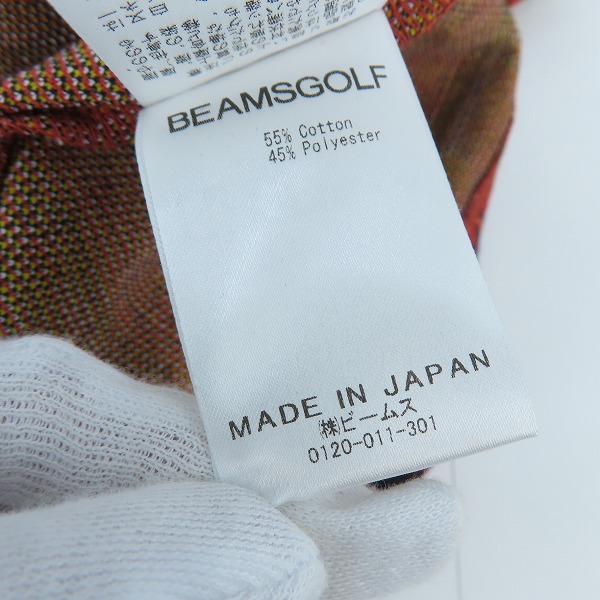 BEAMSGOLF
55% Cotton
45% Polyester
MADE IN JAPAN
㈱ビームス
0120-011-301